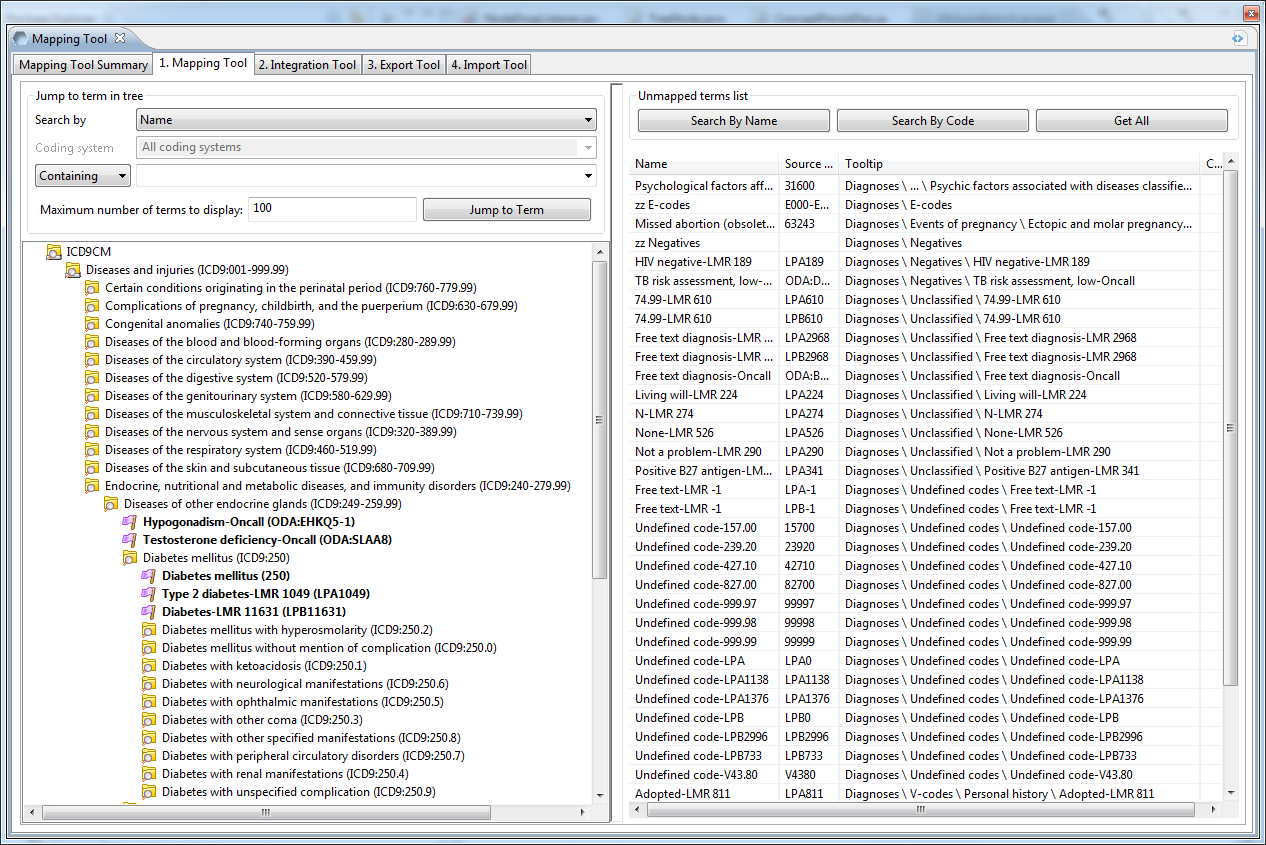 Mapping Tool
Mapping Tool Summary
1. Mapping Tool
2. Integration Tool
3. Export Tool
4. Import Tool
Jump to term in tree
Search by
Name
Coding system
All coding systems
Containing
Maximum number of terms to display:
100
Jump to Term
ICD9CM
Diseases and injuries (ICD9:001-999.99)
Certain conditions originating in the perinatal period (ICD9:760-779.99)
Complications of pregnancy, childbirth, and the puerperium (ICD9:630-679.99)
Congenital anomalies (ICD9:740-759.99)
Diseases of the blood and blood-forming organs (ICD9:280-289.99)
Diseases of the circulatory system (ICD9:390-459.99)
Diseases of the digestive system (ICD9:520-579.99)
Diseases of the genitourinary system (ICD9:580-629.99)
Diseases of the musculoskeletal system and connective tissue (ICD9:710-739.99)
Diseases of the nervous system and sense organs (ICD9:320-389.99)
Diseases of the respiratory system (ICD9:460-519.99)
Diseases of the skin and subcutaneous tissue (ICD9:680-709.99)
Endocrine, nutritional and metabolic diseases, and immunity disorders (ICD9:240-279.99)
Diseases of other endocrine glands (ICD9:249-259.99)
Hypogonadism-Oncall (ODA:EHKQ5-1)
Testosterone deficiency-Oncall (ODA:SLAA8)
Diabetes mellitus (ICD9:250)
Diabetes mellitus (250)
Type 2 diabetes-LMR 1049 (LPA1049)
Diabetes-LMR 11631 (LPB11631)
Diabetes mellitus with hyperosmolarity (ICD9:250.2)
Diabetes mellitus without mention of complication (ICD9:250.0)
Diabetes with ketoacidosis (ICD9:250.1)
Diabetes with neurological manifestations (ICD9:250.6)
Diabetes with ophthalmic manifestations (ICD9:250.5)
Diabetes with other coma (ICD9:250.3)
Diabetes with other specified manifestations (ICD9:250.8)
Diabetes with peripheral circulatory disorders (ICD9:250.7)
Diabetes with renal manifestations (ICD9:250.4)
Diabetes with unspecified complication (ICD9:250.9)
Unmapped terms list
Search By Name
Search By Code
Get All
Name Source ... Tooltip C...
Psychological factors aff... 31600 Diagnoses \ ... \ Psychic factors associated with diseases classifie...
zz E-codes E000-E... Diagnoses \ E-codes
Missed abortion (obsolet... 63243 Diagnoses \ Events of pregnancy \ Ectopic and molar pregnancy...
zz Negatives Diagnoses \ Negatives
HIV negative-LMR 189 LPA189 Diagnoses \ Negatives \ HIV negative-LMR 189
TB risk assessment, low-... ODA:D... Diagnoses \ Negatives \ TB risk assessment, low-Oncall
74.99-LMR 610 LPA610 Diagnoses \ Unclassified \ 74.99-LMR 610
74.99-LMR 610 LPB610 Diagnoses \ Unclassified \ 74.99-LMR 610
Free text diagnosis-LMR ... LPA2968 Diagnoses \ Unclassified \ Free text diagnosis-LMR 2968
Free text diagnosis-LMR ... LPB2968 Diagnoses \ Unclassified \ Free text diagnosis-LMR 2968
Free text diagnosis-Oncall ODA:B... Diagnoses \ Unclassified \ Free text diagnosis-Oncall
Living will-LMR 224 LPA224 Diagnoses \ Unclassified \ Living will-LMR 224
N-LMR 274 LPA274 Diagnoses \ Unclassified \ N-LMR 274
None-LMR 526 LPA526 Diagnoses \ Unclassified \ None-LMR 526
Not a problem-LMR 290 LPA290 Diagnoses \ Unclassified \ Not a problem-LMR 290
Positive B27 antigen-LM... LPA341 Diagnoses \ Unclassified \ Positive B27 antigen-LMR 341
Free text-LMR -1 LPA-1 Diagnoses \ Undefined codes \ Free text-LMR -1
Free text-LMR -1 LPB-1 Diagnoses \ Undefined codes \ Free text-LMR -1
Undefined code-157.00 15700 Diagnoses \ Undefined codes \ Undefined code-157.00
Undefined code-239.20 23920 Diagnoses \ Undefined codes \ Undefined code-239.20
Undefined code-427.10 42710 Diagnoses \ Undefined codes \ Undefined code-427.10
Undefined code-827.00 82700 Diagnoses \ Undefined codes \ Undefined code-827.00
Undefined code-999.97 99997 Diagnoses \ Undefined codes \ Undefined code-999.97
Undefined code-999.98 99998 Diagnoses \ Undefined codes \ Undefined code-999.98
Undefined code-999.99 99999 Diagnoses \ Undefined codes \ Undefined code-999.99
Undefined code-LPA LPA0 Diagnoses \ Undefined codes \ Undefined code-LPA
Undefined code-LPA1138 LPA1138 Diagnoses \ Undefined codes \ Undefined code-LPA1138
Undefined code-LPA1376 LPA1376 Diagnoses \ Undefined codes \ Undefined code-LPA1376
Undefined code-LPB LPB0 Diagnoses \ Undefined codes \ Undefined code-LPB
Undefined code-LPB2996 LPB2996 Diagnoses \ Undefined codes \ Undefined code-LPB2996
Undefined code-LPB733 LPB733 Diagnoses \ Undefined codes \ Undefined code-LPB733
Undefined code-V43.80 V4380 Diagnoses \ Undefined codes \ Undefined code-V43.80
Adopted-LMR 811 LPA811 Diagnoses \ V-codes \ Personal history \ Adopted-LMR 811